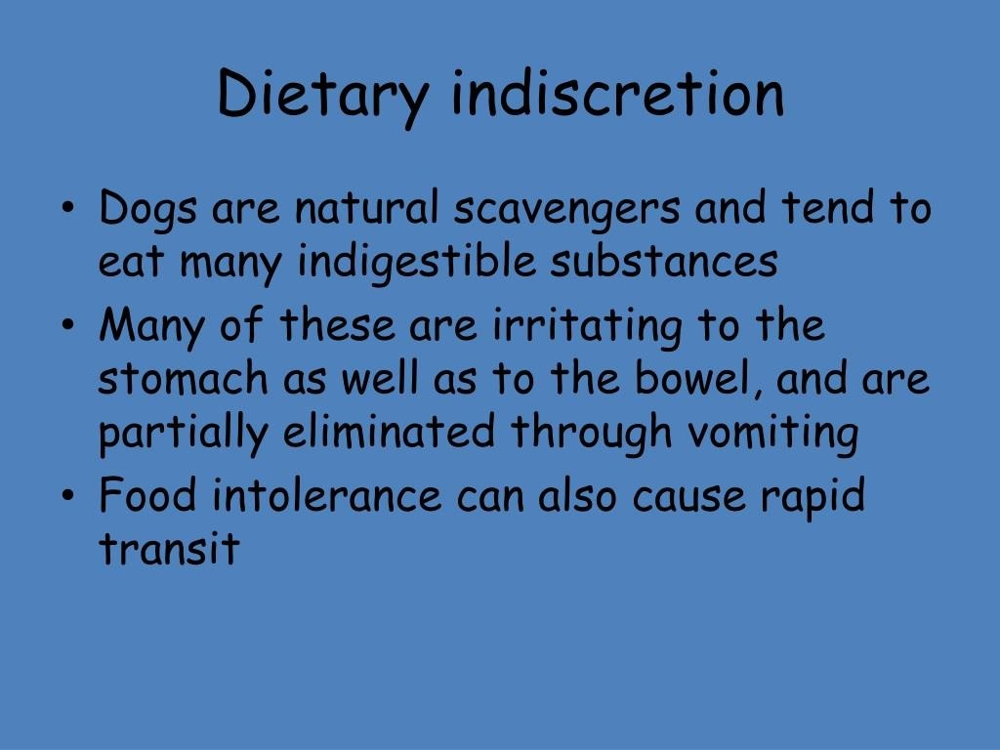 Dietary indiscretion
• Dogs are natural scavengers and tend to
eat many indigestible substances
• Many of these are irritating to the
stomach as well as to the bowel, and are
partially eliminated through vomiting
• Food intolerance can also cause rapid
transit